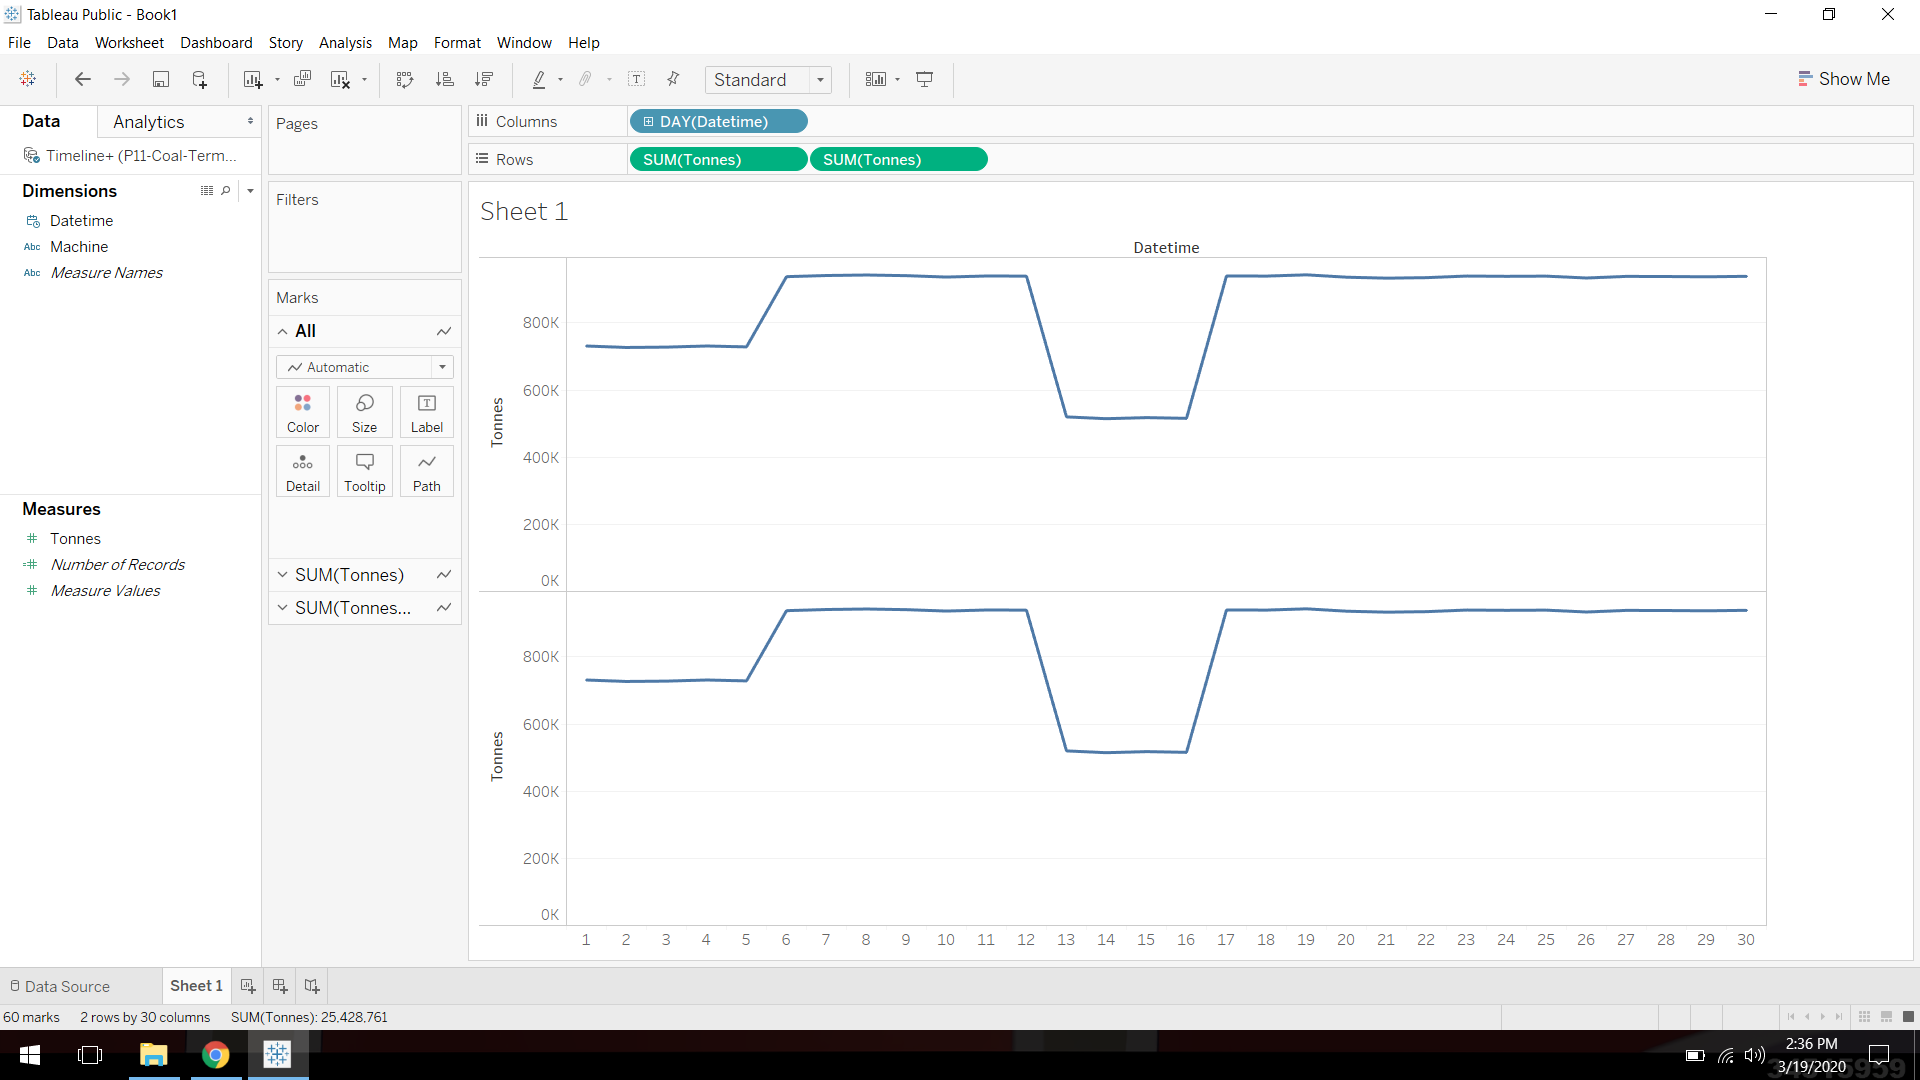 Tableau Public - Book1
File Data Worksheet Dashboard Story Analysis Map Format Window Help
Standard
Show Me
Data Analytics
Timeline+ (P11-Coal-Term...
Dimensions
Datetime
Abc Machine
Abc Measure Names
Measures
Tonnes
Number of Records
Measure Values
Pages
Filters
Marks
All
Automatic
Color Size Label
Detail Tooltip Path
SUM(Tonnes)
SUM(Tonnes...
Columns DAY(Datetime)
Rows SUM(Tonnes) SUM(Tonnes)
Sheet 1
Datetime
Tonnes
800K
600K
400K
200K
0K
Tonnes
800K
600K
400K
200K
0K
1 2 3 4 5 6 7 8 9 10 11 12 13 14 15 16 17 18 19 20 21 22 23 24 25 26 27 28 29 30
Data Source Sheet 1
60 marks 2 rows by 30 columns SUM(Tonnes): 25,428,761
2:36 PM
3/19/2020